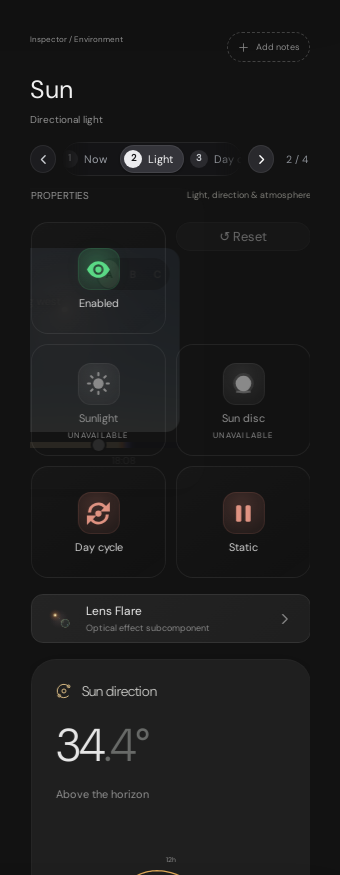 Inspector / Environment
Add notes
Sun
Directional light
1 Now 2 Light 3 Day 2 / 4
PROPERTIES Light, direction & atmosphere
↺ Reset
B C
Enabled
Sunlight Sun disc
UNAVAILABLE UNAVAILABLE
Day cycle Static
Lens Flare
Optical effect subcomponent
Sun direction
34.4°
Above the horizon
12h